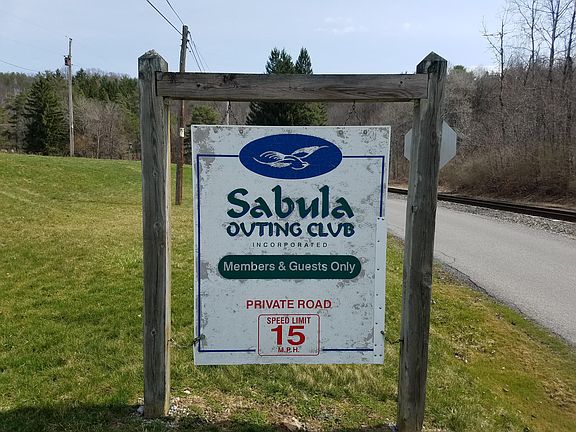 Sabula
OUTING CLUB
INCORPORATED
Members & Guests Only
PRIVATE ROAD
SPEED LIMIT
15
M.P.H.